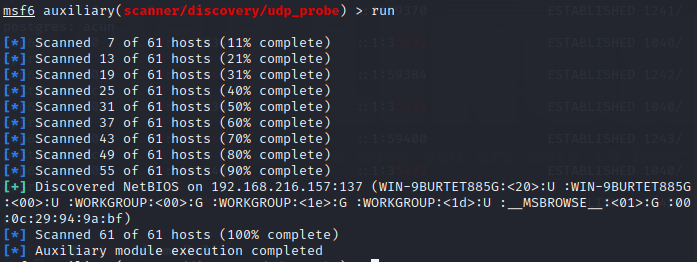 msf6 auxiliary(scanner/discovery/udp_probe) > run
[*] Scanned 7 of 61 hosts (11% complete)
[*] Scanned 13 of 61 hosts (21% complete)
[*] Scanned 19 of 61 hosts (31% complete)
[*] Scanned 25 of 61 hosts (40% complete)
[*] Scanned 31 of 61 hosts (50% complete)
[*] Scanned 37 of 61 hosts (60% complete)
[*] Scanned 43 of 61 hosts (70% complete)
[*] Scanned 49 of 61 hosts (80% complete)
[*] Scanned 55 of 61 hosts (90% complete)
[+] Discovered NetBIOS on 192.168.216.157:137 (WIN-9BURTET885G:<20>:U :WIN-9BURTET885G
:<00>:U :WORKGROUP:<00>:G :WORKGROUP:<1e>:G :WORKGROUP:<1d>:U :__MSBROWSE__:<01>:G :00
:0c:29:94:9a:bf)
[*] Scanned 61 of 61 hosts (100% complete)
[*] Auxiliary module execution completed